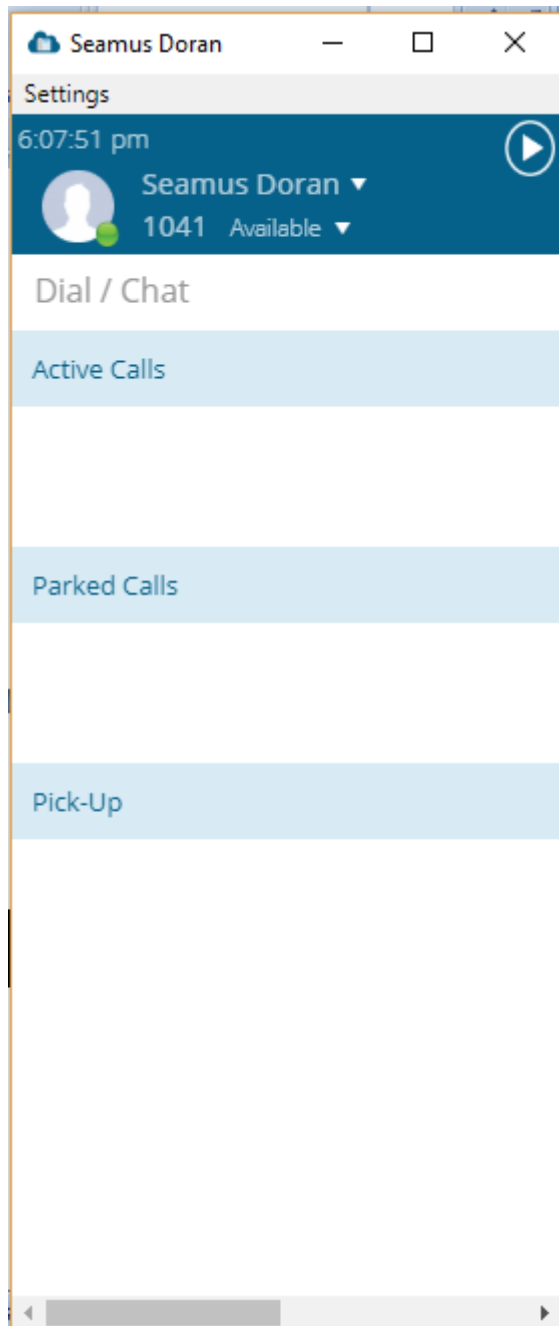 Seamus Doran
Settings
6:07:51 pm
Seamus Doran
1041 Available
Dial / Chat
Active Calls
Parked Calls
Pick-Up